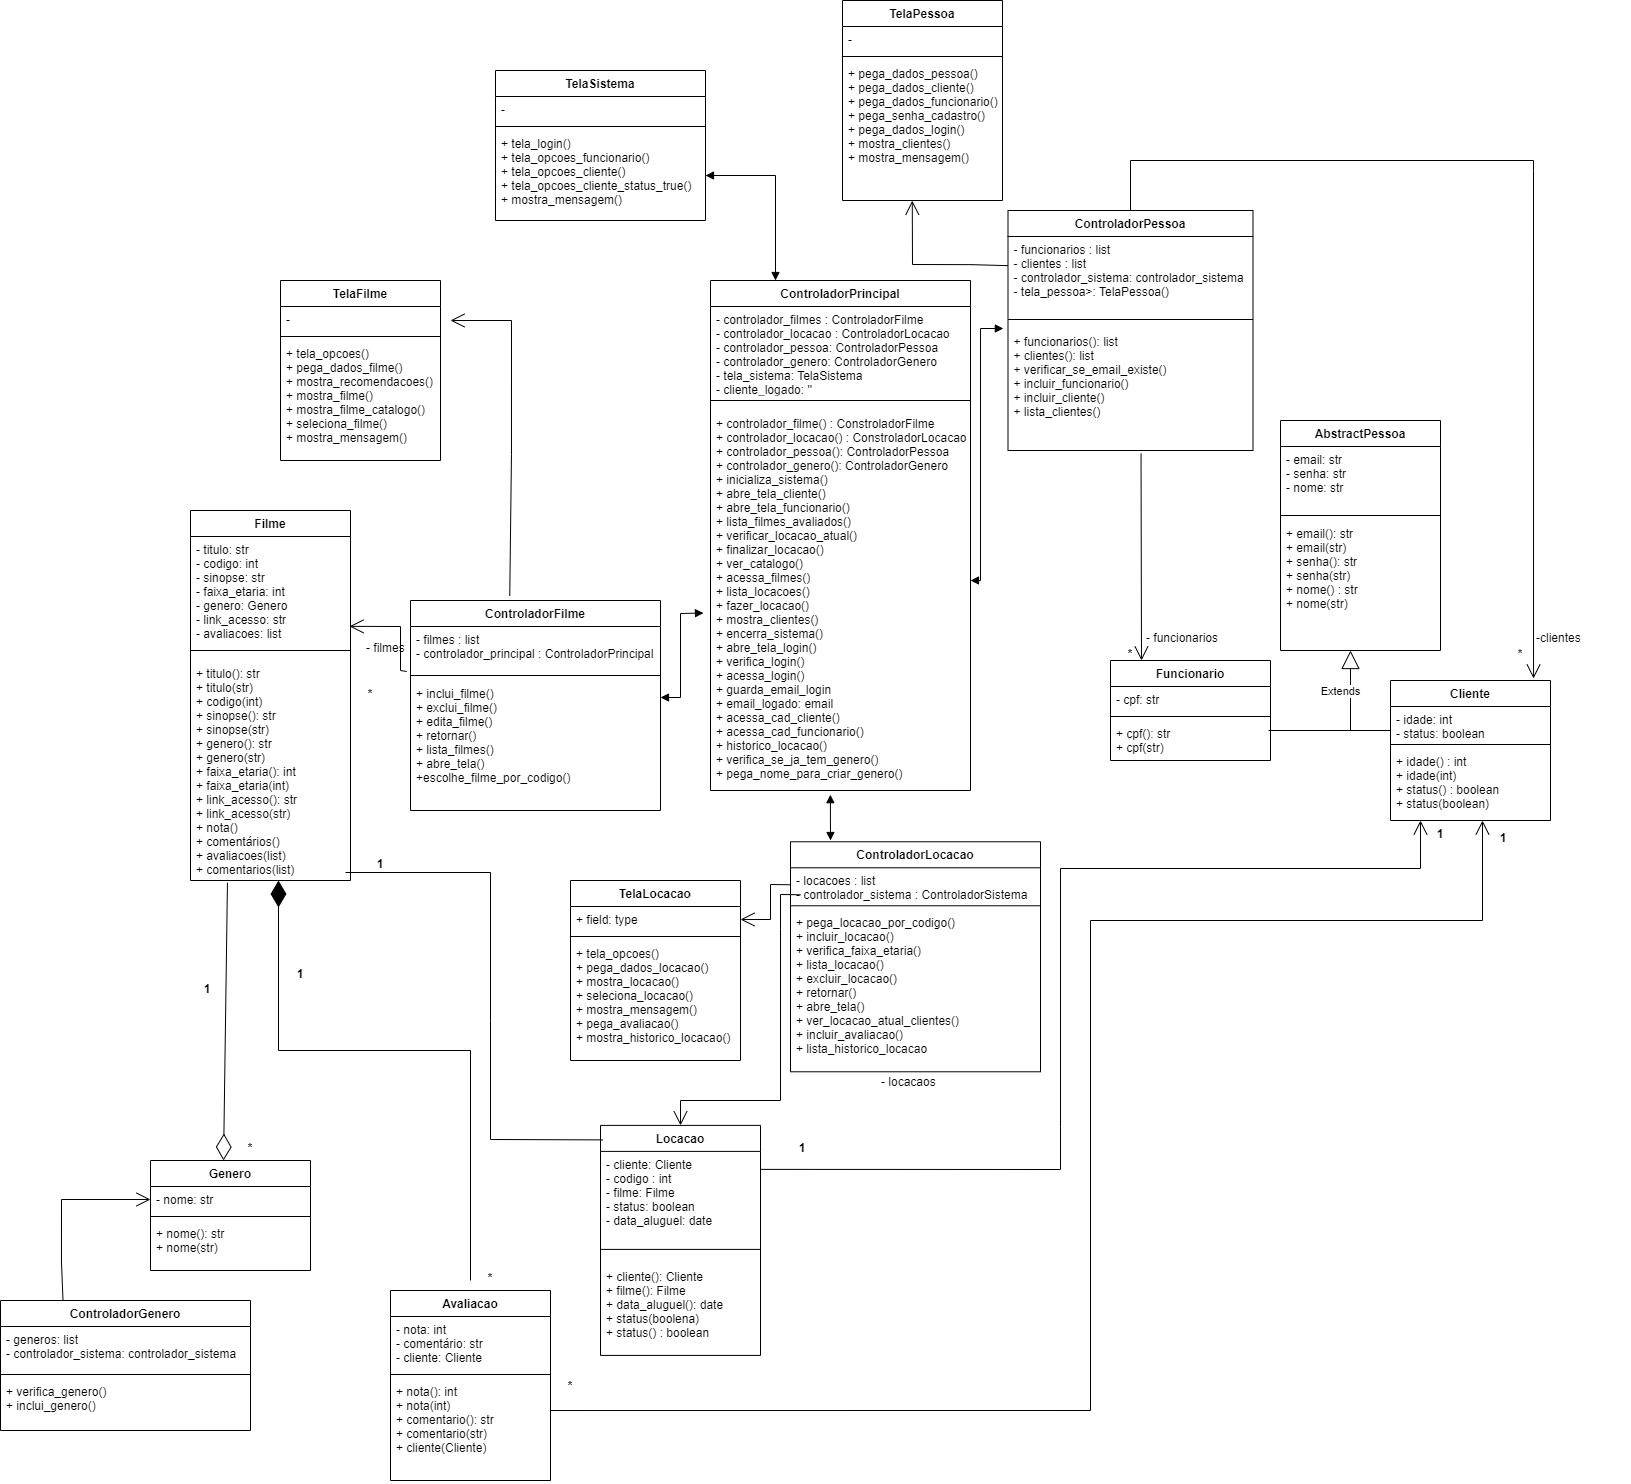 TelaPessoa
-
+ pega_dados_pessoa()
+ pega_dados_cliente()
+ pega_dados_funcionario()
+ pega_senha_cadastro()
+ pega_dados_login()
+ mostra_clientes()
+ mostra_mensagem()
TelaSistema
-
+ tela_login()
+ tela_opcoes_funcionario()
+ tela_opcoes_cliente()
+ tela_opcoes_cliente_status_true()
+ mostra_mensagem()
ControladorPessoa
- funcionarios : list
- clientes : list
- controlador_sistema: controlador_sistema
- tela_pessoa>: TelaPessoa()
+ funcionarios(): list
+ clientes(): list
+ verificar_se_email_existe()
+ incluir_funcionario()
+ incluir_cliente()
+ lista_clientes()
TelaFilme
-
+ tela_opcoes()
+ pega_dados_filme()
+ mostra_recomendacoes()
+ mostra_filme()
+ mostra_filme_catalogo()
+ seleciona_filme()
+ mostra_mensagem()
ControladorPrincipal
- controlador_filmes : ControladorFilme
- controlador_locacao : ControladorLocacao
- controlador_pessoa: ControladorPessoa
- controlador_genero: ControladorGenero
- tela_sistema: TelaSistema
- cliente_logado: ''
+ controlador_filme() : ConstroladorFilme
+ controlador_locacao() : ConstroladorLocacao
+ controlador_pessoa(): ControladorPessoa
+ controlador_genero(): ControladorGenero
+ inicializa_sistema()
+ abre_tela_cliente()
+ abre_tela_funcionario()
+ lista_filmes_avaliados()
+ verificar_locacao_atual()
+ finalizar_locacao()
+ ver_catalogo()
+ acessa_filmes()
+ lista_locacoes()
+ fazer_locacao()
+ mostra_clientes()
+ encerra_sistema()
+ abre_tela_login()
+ verifica_login()
+ acessa_login()
+ guarda_email_login
+ email_logado: email
+ acessa_cad_cliente()
+ acessa_cad_funcionario()
+ historico_locacao()
+ verifica_se_ja_tem_genero()
+ pega_nome_para_criar_genero()
AbstractPessoa
- email: str
- senha: str
- nome: str
+ email(): str
+ email(str)
+ senha(): str
+ senha(str)
+ nome() : str
+ nome(str)
Filme
- titulo: str
- codigo: int
- sinopse: str
- faixa_etaria: int
- genero: Genero
- link_acesso: str
- avaliacoes: list
+ titulo(): str
+ titulo(str)
+ codigo(int)
+ sinopse(): str
+ sinopse(str)
+ genero(): str
+ genero(str)
+ faixa_etaria(): int
+ faixa_etaria(int)
+ link_acesso(): str
+ link_acesso(str)
+ nota()
+ comentários()
+ avaliacoes(list)
+ comentarios(list)
- filmes
*
ControladorFilme
- filmes : list
- controlador_principal : ControladorPrincipal
+ inclui_filme()
+ exclui_filme()
+ edita_filme()
+ retornar()
+ lista_filmes()
+ abre_tela()
+escolhe_filme_por_codigo()
- funcionarios
*
-clientes
*
Funcionario
- cpf: str
+ cpf(): str
+ cpf(str)
Extends
Cliente
- idade: int
- status: boolean
+ idade() : int
+ idade(int)
+ status() : boolean
+ status(boolean)
1
1
1
ControladorLocacao
- locacoes : list
- controlador_sistema : ControladorSistema
+ pega_locacao_por_codigo()
+ incluir_locacao()
+ verifica_faixa_etaria()
+ lista_locacao()
+ excluir_locacao()
+ retornar()
+ abre_tela()
+ ver_locacao_atual_clientes()
+ incluir_avaliacao()
+ lista_historico_locacao
- locacaos
TelaLocacao
+ field: type
+ tela_opcoes()
+ pega_dados_locacao()
+ mostra_locacao()
+ seleciona_locacao()
+ mostra_mensagem()
+ pega_avaliacao()
+ mostra_historico_locacao()
1
1
*
Genero
- nome: str
+ nome(): str
+ nome(str)
Locacao
- cliente: Cliente
- codigo : int
- filme: Filme
- status: boolean
- data_aluguel: date
+ cliente(): Cliente
+ filme(): Filme
+ data_aluguel(): date
+ status(boolena)
+ status() : boolean
1
ControladorGenero
- generos: list
- controlador_sistema: controlador_sistema
+ verifica_genero()
+ inclui_genero()
*
Avaliacao
- nota: int
- comentário: str
- cliente: Cliente
+ nota(): int
+ nota(int)
+ comentario(): str
+ comentario(str)
+ cliente(Cliente)
*